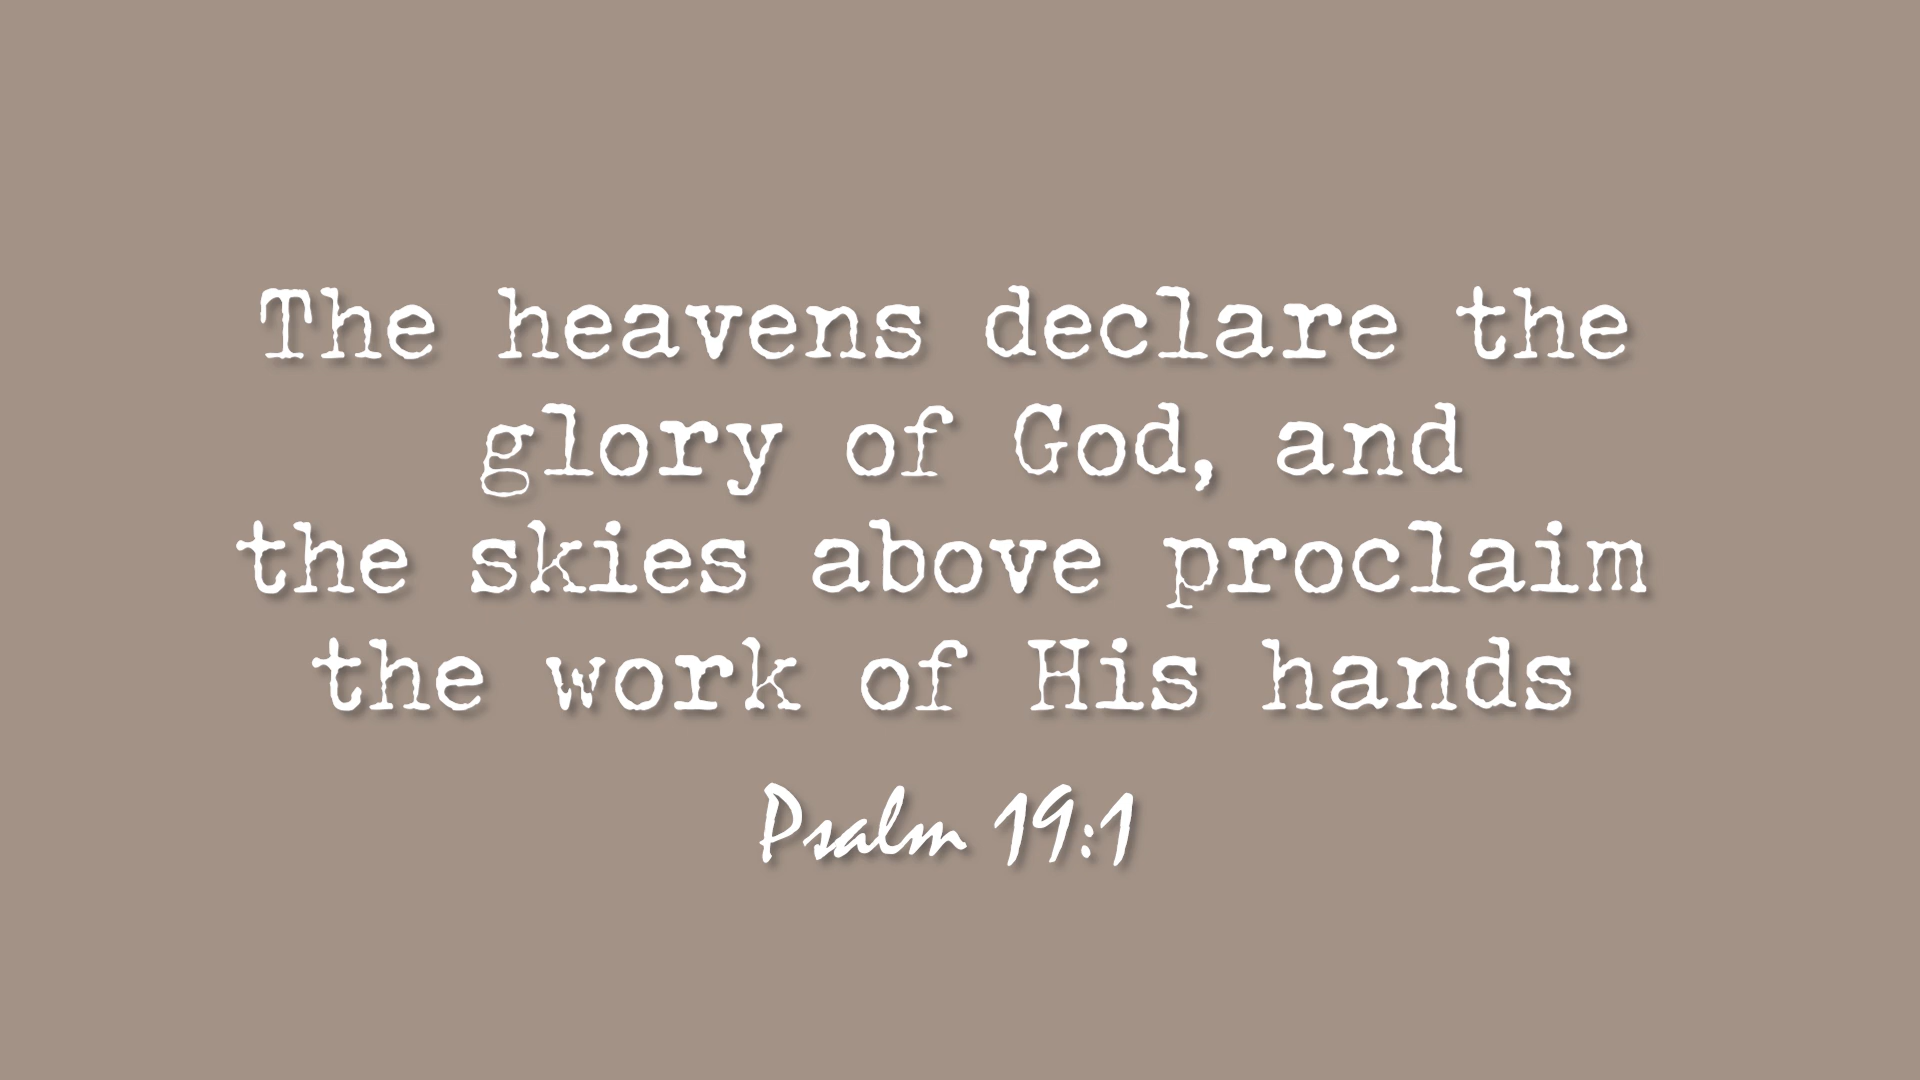 The heavens declare the
glory of God, and
the skies above proclaim
the work of His hands
Psalm 19:1